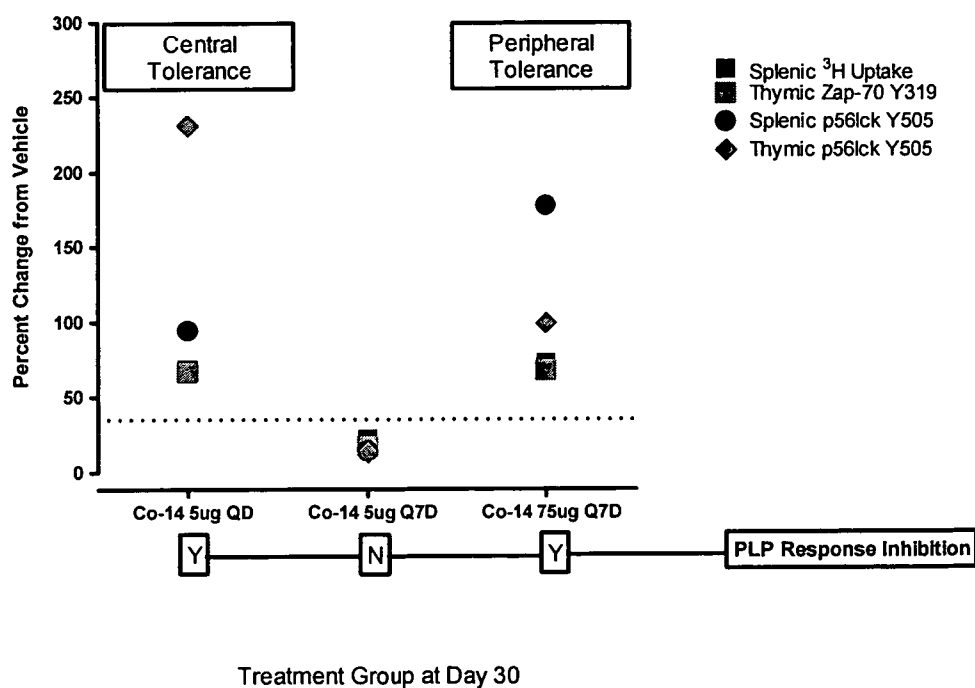 300
250
200
150
100
50
0
Percent Change from Vehicle
Central
Tolerance
Peripheral
Tolerance
Splenic ³H Uptake
Thymic Zap-70 Y319
Splenic p56lck Y505
Thymic p56lck Y505
Co-14 5ug QD
Co-14 5ug Q7D
Co-14 75ug Q7D
Y
N
Y
PLP Response Inhibition
Treatment Group at Day 30